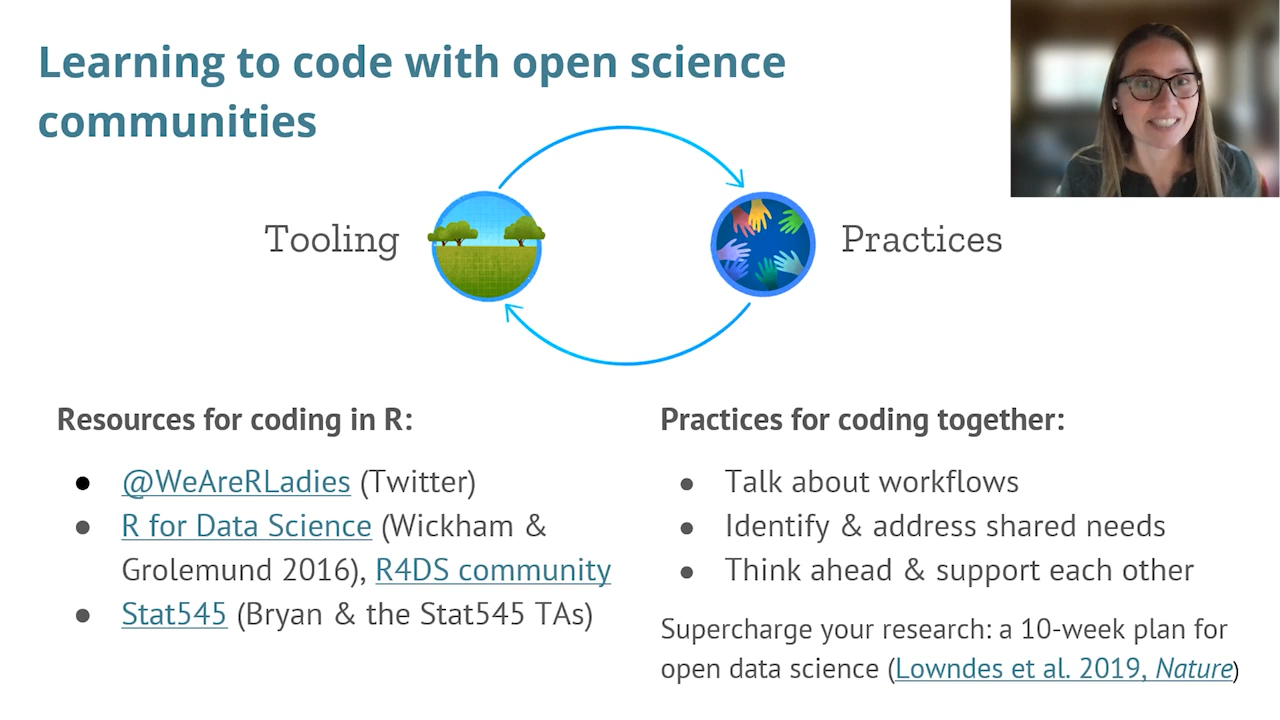 Learning to code with open science
communities
Tooling
Practices
Resources for coding in R:
● @WeAreRLadies (Twitter)
● R for Data Science (Wickham &
Grolemund 2016), R4DS community
● Stat545 (Bryan & the Stat545 TAs)
Practices for coding together:
● Talk about workflows
● Identify & address shared needs
● Think ahead & support each other
Supercharge your research: a 10-week plan for
open data science (Lowndes et al. 2019, Nature)